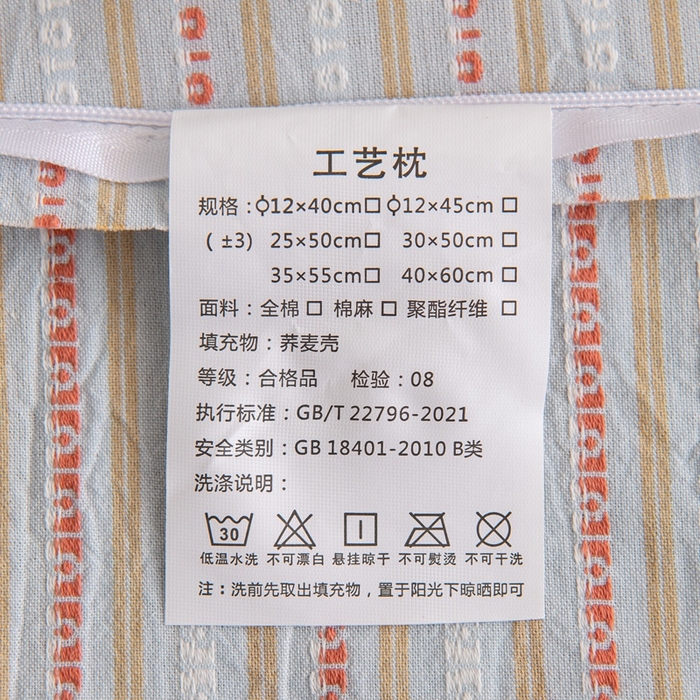 工艺枕
规格：ϕ12×40cm□ ϕ12×45cm □
( ±3) 25×50cm□ 30×50cm □
35×55cm□ 40×60cm □
面料：全棉 □ 棉麻 □ 聚酯纤维 □
填充物：荞麦壳
等级：合格品 检验：08
执行标准：GB/T 22796-2021
安全类别：GB 18401-2010 B类
洗涤说明：
30
低温水洗 不可漂白 悬挂晾干 不可熨烫 不可干洗
注：洗前先取出填充物，置于阳光下晾晒即可